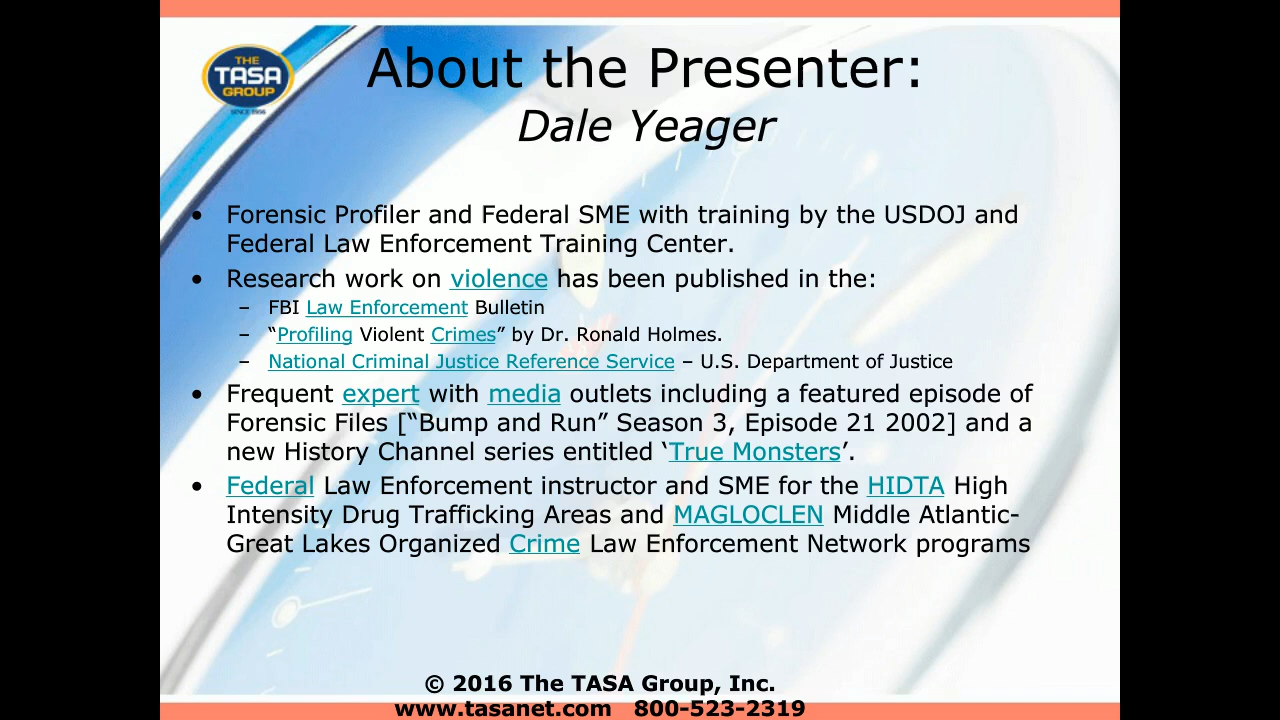 THE
TASA
GROUP
SINCE 1956
About the Presenter:
Dale Yeager
• Forensic Profiler and Federal SME with training by the USDOJ and
Federal Law Enforcement Training Center.
• Research work on violence has been published in the:
– FBI Law Enforcement Bulletin
– “Profiling Violent Crimes” by Dr. Ronald Holmes.
– National Criminal Justice Reference Service – U.S. Department of Justice
• Frequent expert with media outlets including a featured episode of
Forensic Files [“Bump and Run” Season 3, Episode 21 2002] and a
new History Channel series entitled ‘True Monsters’.
• Federal Law Enforcement instructor and SME for the HIDTA High
Intensity Drug Trafficking Areas and MAGLOCLEN Middle Atlantic-
Great Lakes Organized Crime Law Enforcement Network programs
© 2016 The TASA Group, Inc.
www.tasanet.com 800-523-2319